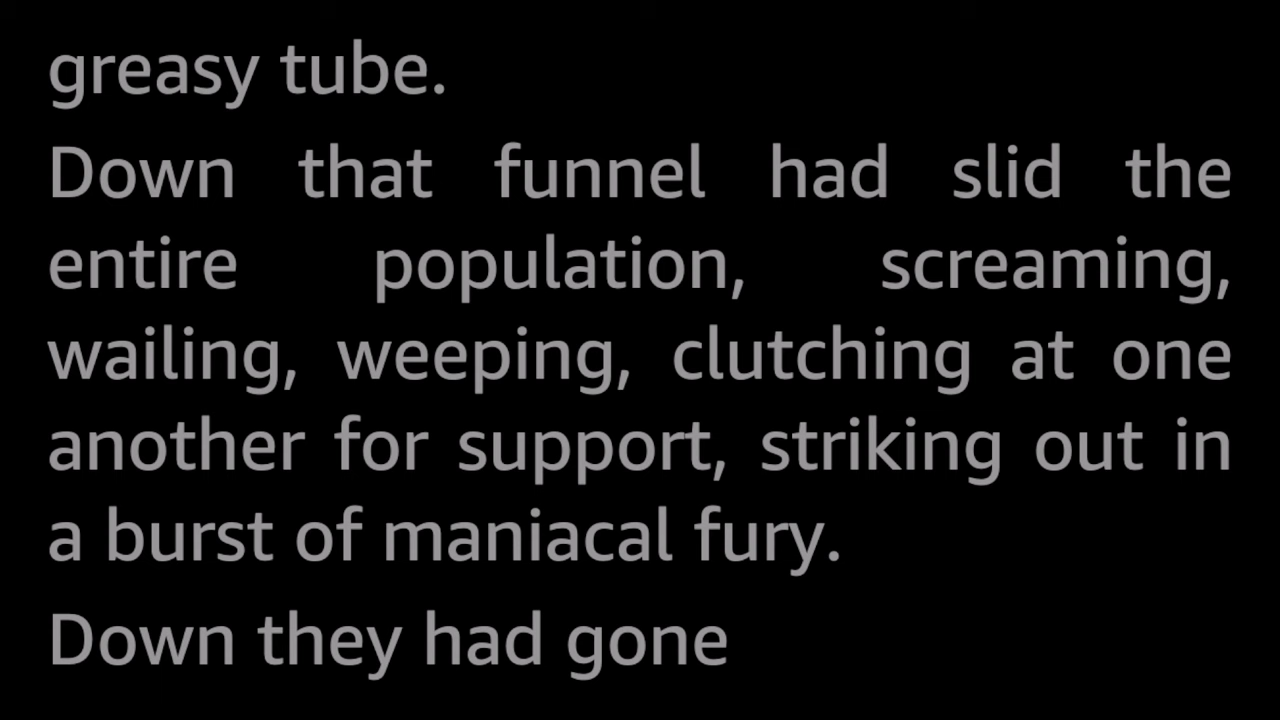 greasy tube.
Down that funnel had slid the
entire population, screaming,
wailing, weeping, clutching at one
another for support, striking out in
a burst of maniacal fury.
Down they had gone